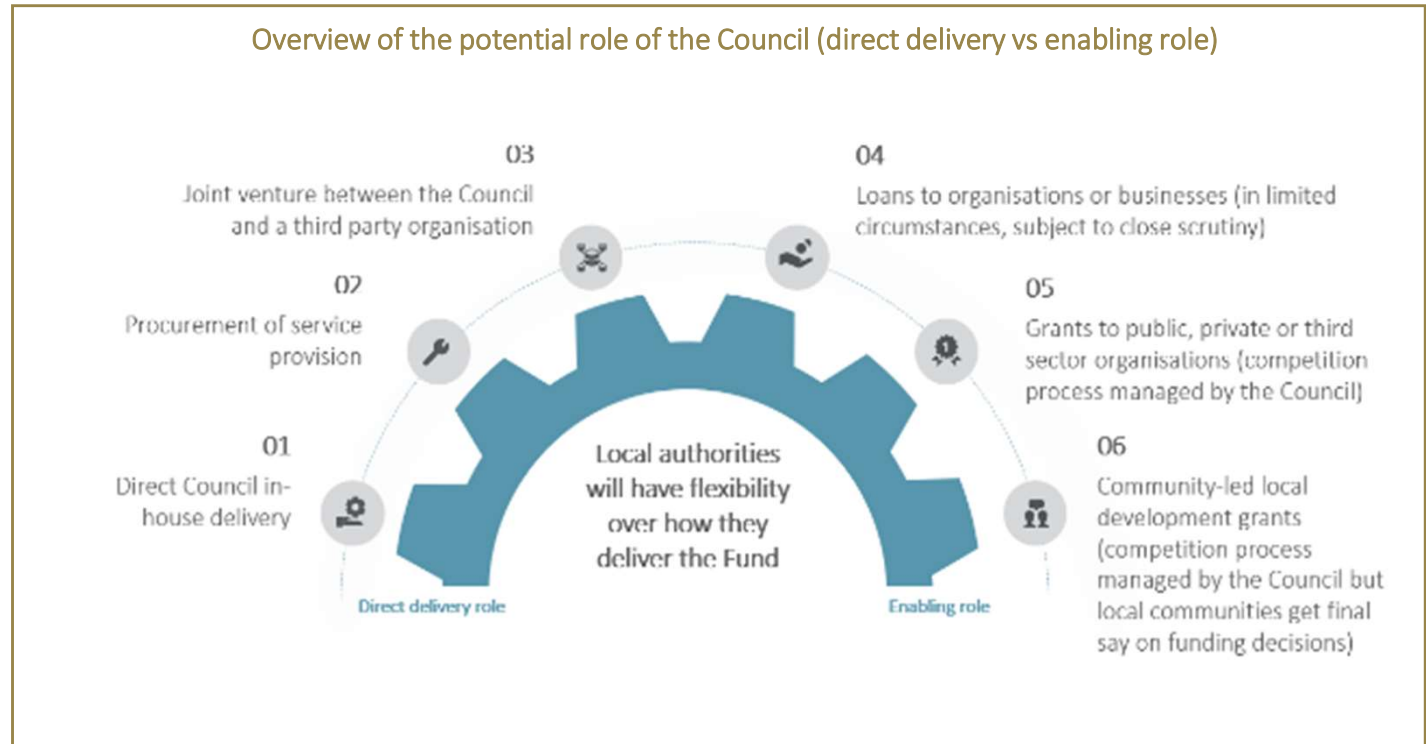 Overview of the potential role of the Council (direct delivery vs enabling role)
03
Joint venture between the Council
and a third party organisation
04
Loans to organisations or businesses (in limited
circumstances, subject to close scrutiny)
02
Procurement of service
provision
05
Grants to public, private or third
sector organisations (competition
process managed by the Council)
01
Direct Council in-
house delivery
Local authorities
will have flexibility
over how they
deliver the Fund
06
Community-led local
development grants
(competition process
managed by the Council but
local communities get final
say on funding decisions)
Direct delivery role
Enabling role
1